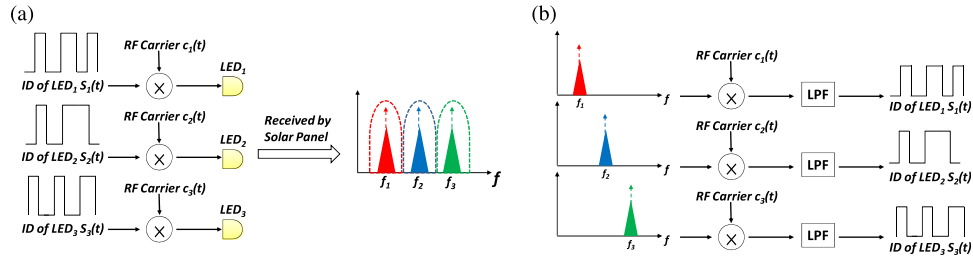 (a)
RF Carrier c1(t)
LED1
ID of LED1 S1(t)
×
RF Carrier c2(t)
LED2
ID of LED2 S2(t)
×
RF Carrier c3(t)
LED3
ID of LED3 S3(t)
×
Received by
Solar Panel
f1 f2 f3 f
(b)
f1 f
RF Carrier c1(t)
×
LPF
ID of LED1 S1(t)
f2 f
RF Carrier c2(t)
×
LPF
ID of LED2 S2(t)
f3 f
RF Carrier c3(t)
×
LPF
ID of LED3 S3(t)